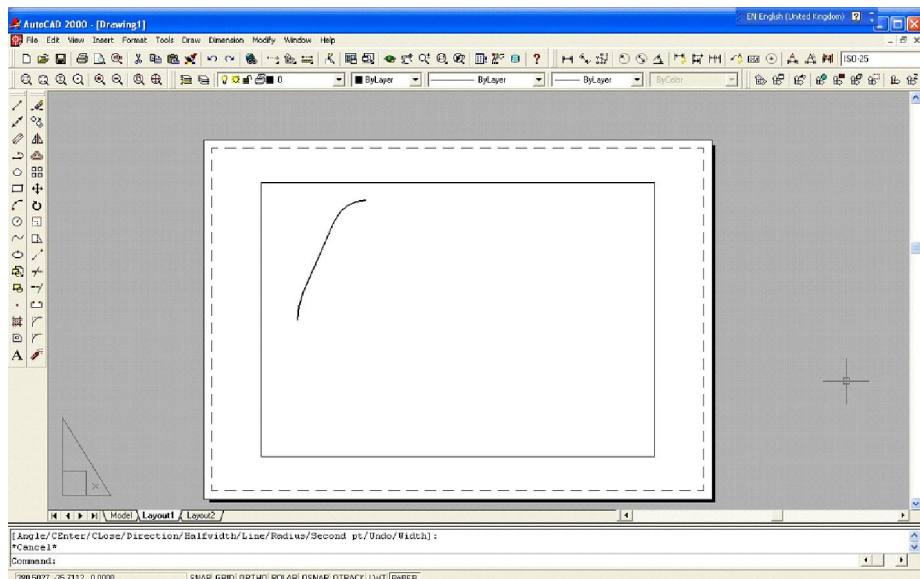 AutoCAD 2000 - [Drawing1]
EN English (United Kingdom)
File Edit View Insert Format Tools Draw Dimension Modify Window Help
ISO-25
0 ByLayer ByLayer ByLayer ByColor
A
X
Model Layout1 Layout2
[Angle/CEnter/CLose/Direction/Halfwidth/Line/Radius/Second pt/Undo/Width]:
*Cancel*
Command:
SNAP GRID ORTHO POLAR OSNAP OTRACK LWT PAPER